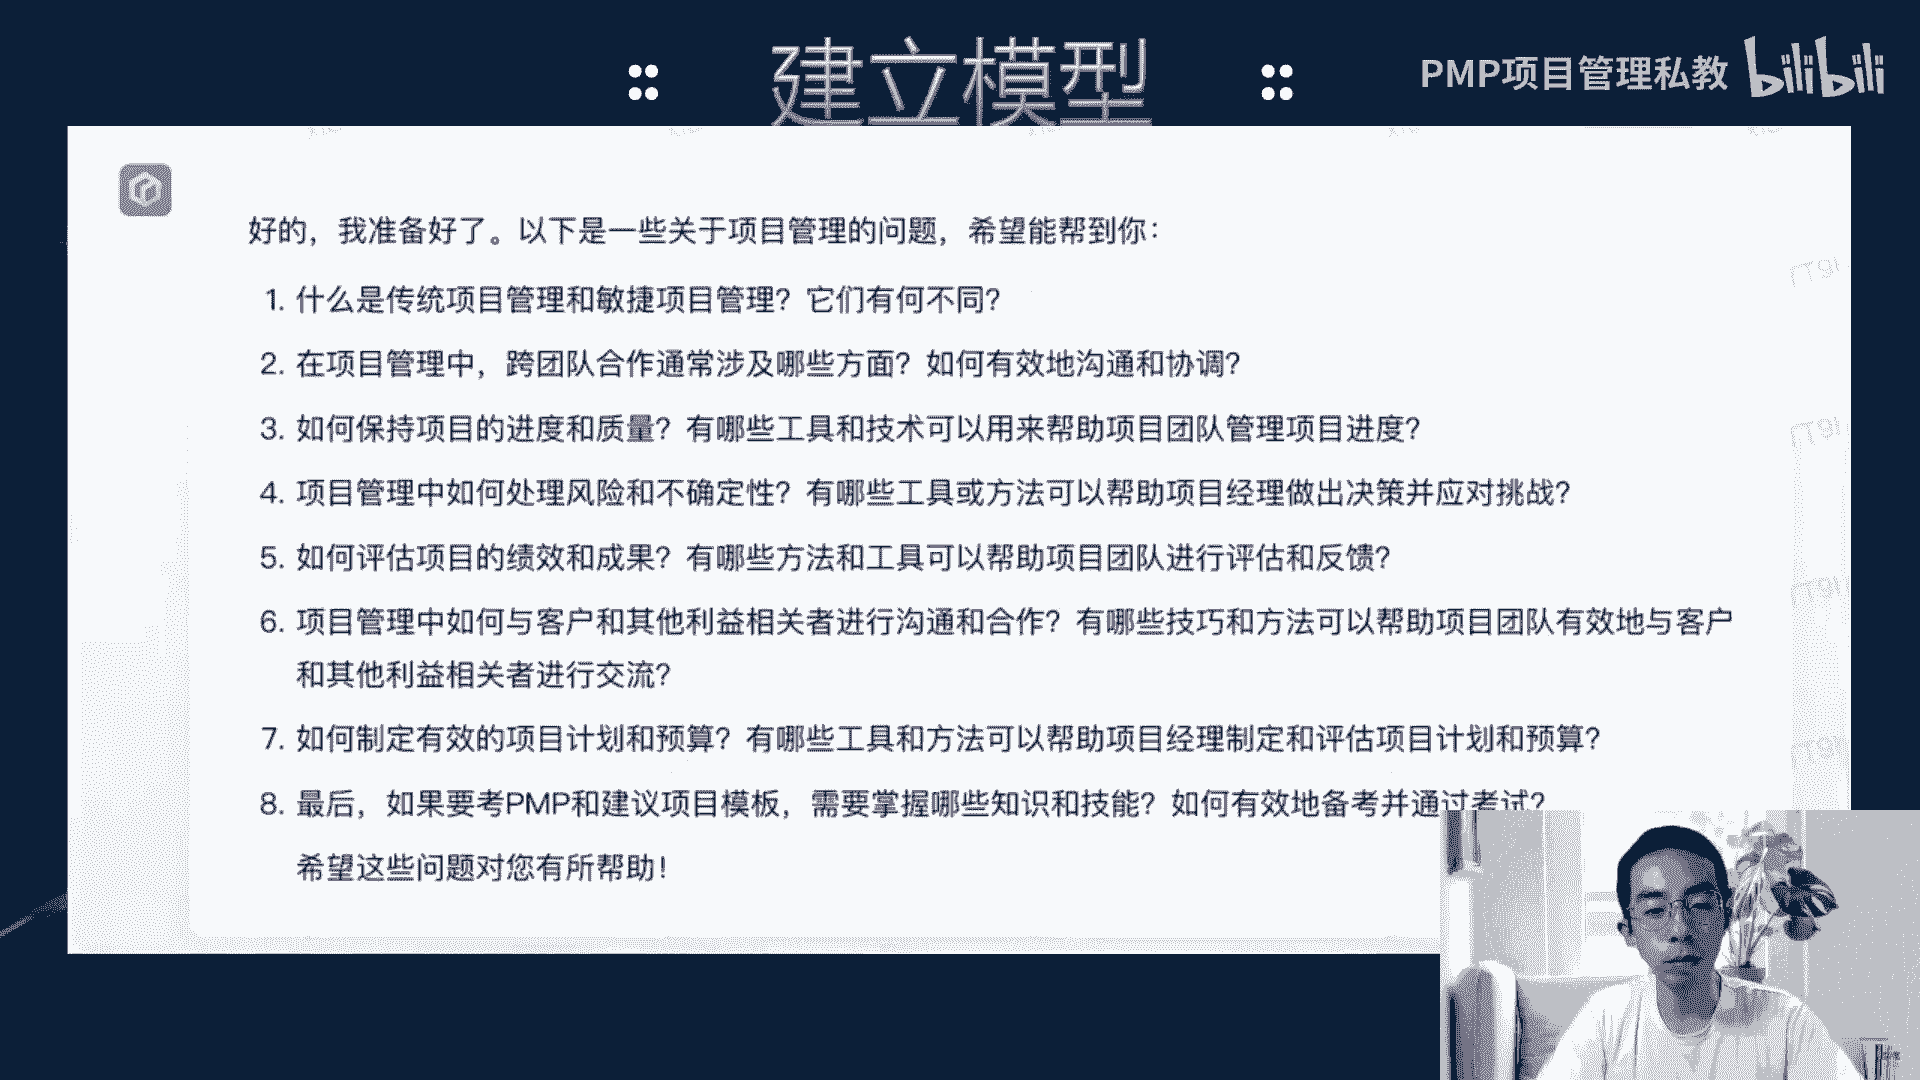 建立模型
PMP项目管理私教 bilibili
好的，我准备好了。以下是一些关于项目管理的问题，希望能帮到你：
1. 什么是传统项目管理和敏捷项目管理？它们有何不同？
2. 在项目管理中，跨团队合作通常涉及哪些方面？如何有效地沟通和协调？
3. 如何保持项目的进度和质量？有哪些工具和技术可以用来帮助项目团队管理项目进度？
4. 项目管理中如何处理风险和不确定性？有哪些工具或方法可以帮助项目经理做出决策并应对挑战？
5. 如何评估项目的绩效和成果？有哪些方法和工具可以帮助项目团队进行评估和反馈？
6. 项目管理中如何与客户和其他利益相关者进行沟通和合作？有哪些技巧和方法可以帮助项目团队有效地与客户
和其他利益相关者进行交流？
7. 如何制定有效的项目计划和预算？有哪些工具和方法可以帮助项目经理制定和评估项目计划和预算？
8. 最后，如果要考PMP和建议项目模板，需要掌握哪些知识和技能？如何有效地备考并通过考试？
希望这些问题对您有所帮助！